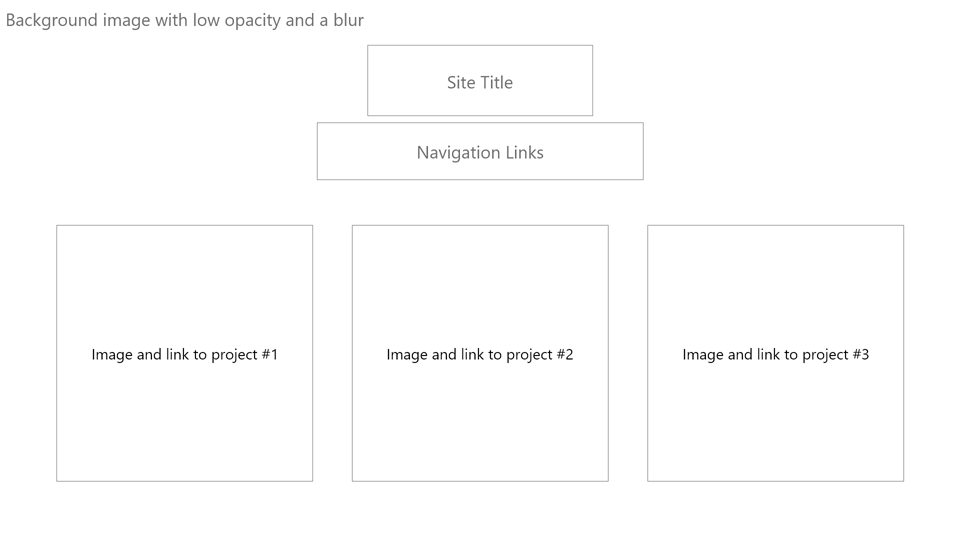 Background image with low opacity and a blur
Site Title
Navigation Links
Image and link to project #1
Image and link to project #2
Image and link to project #3